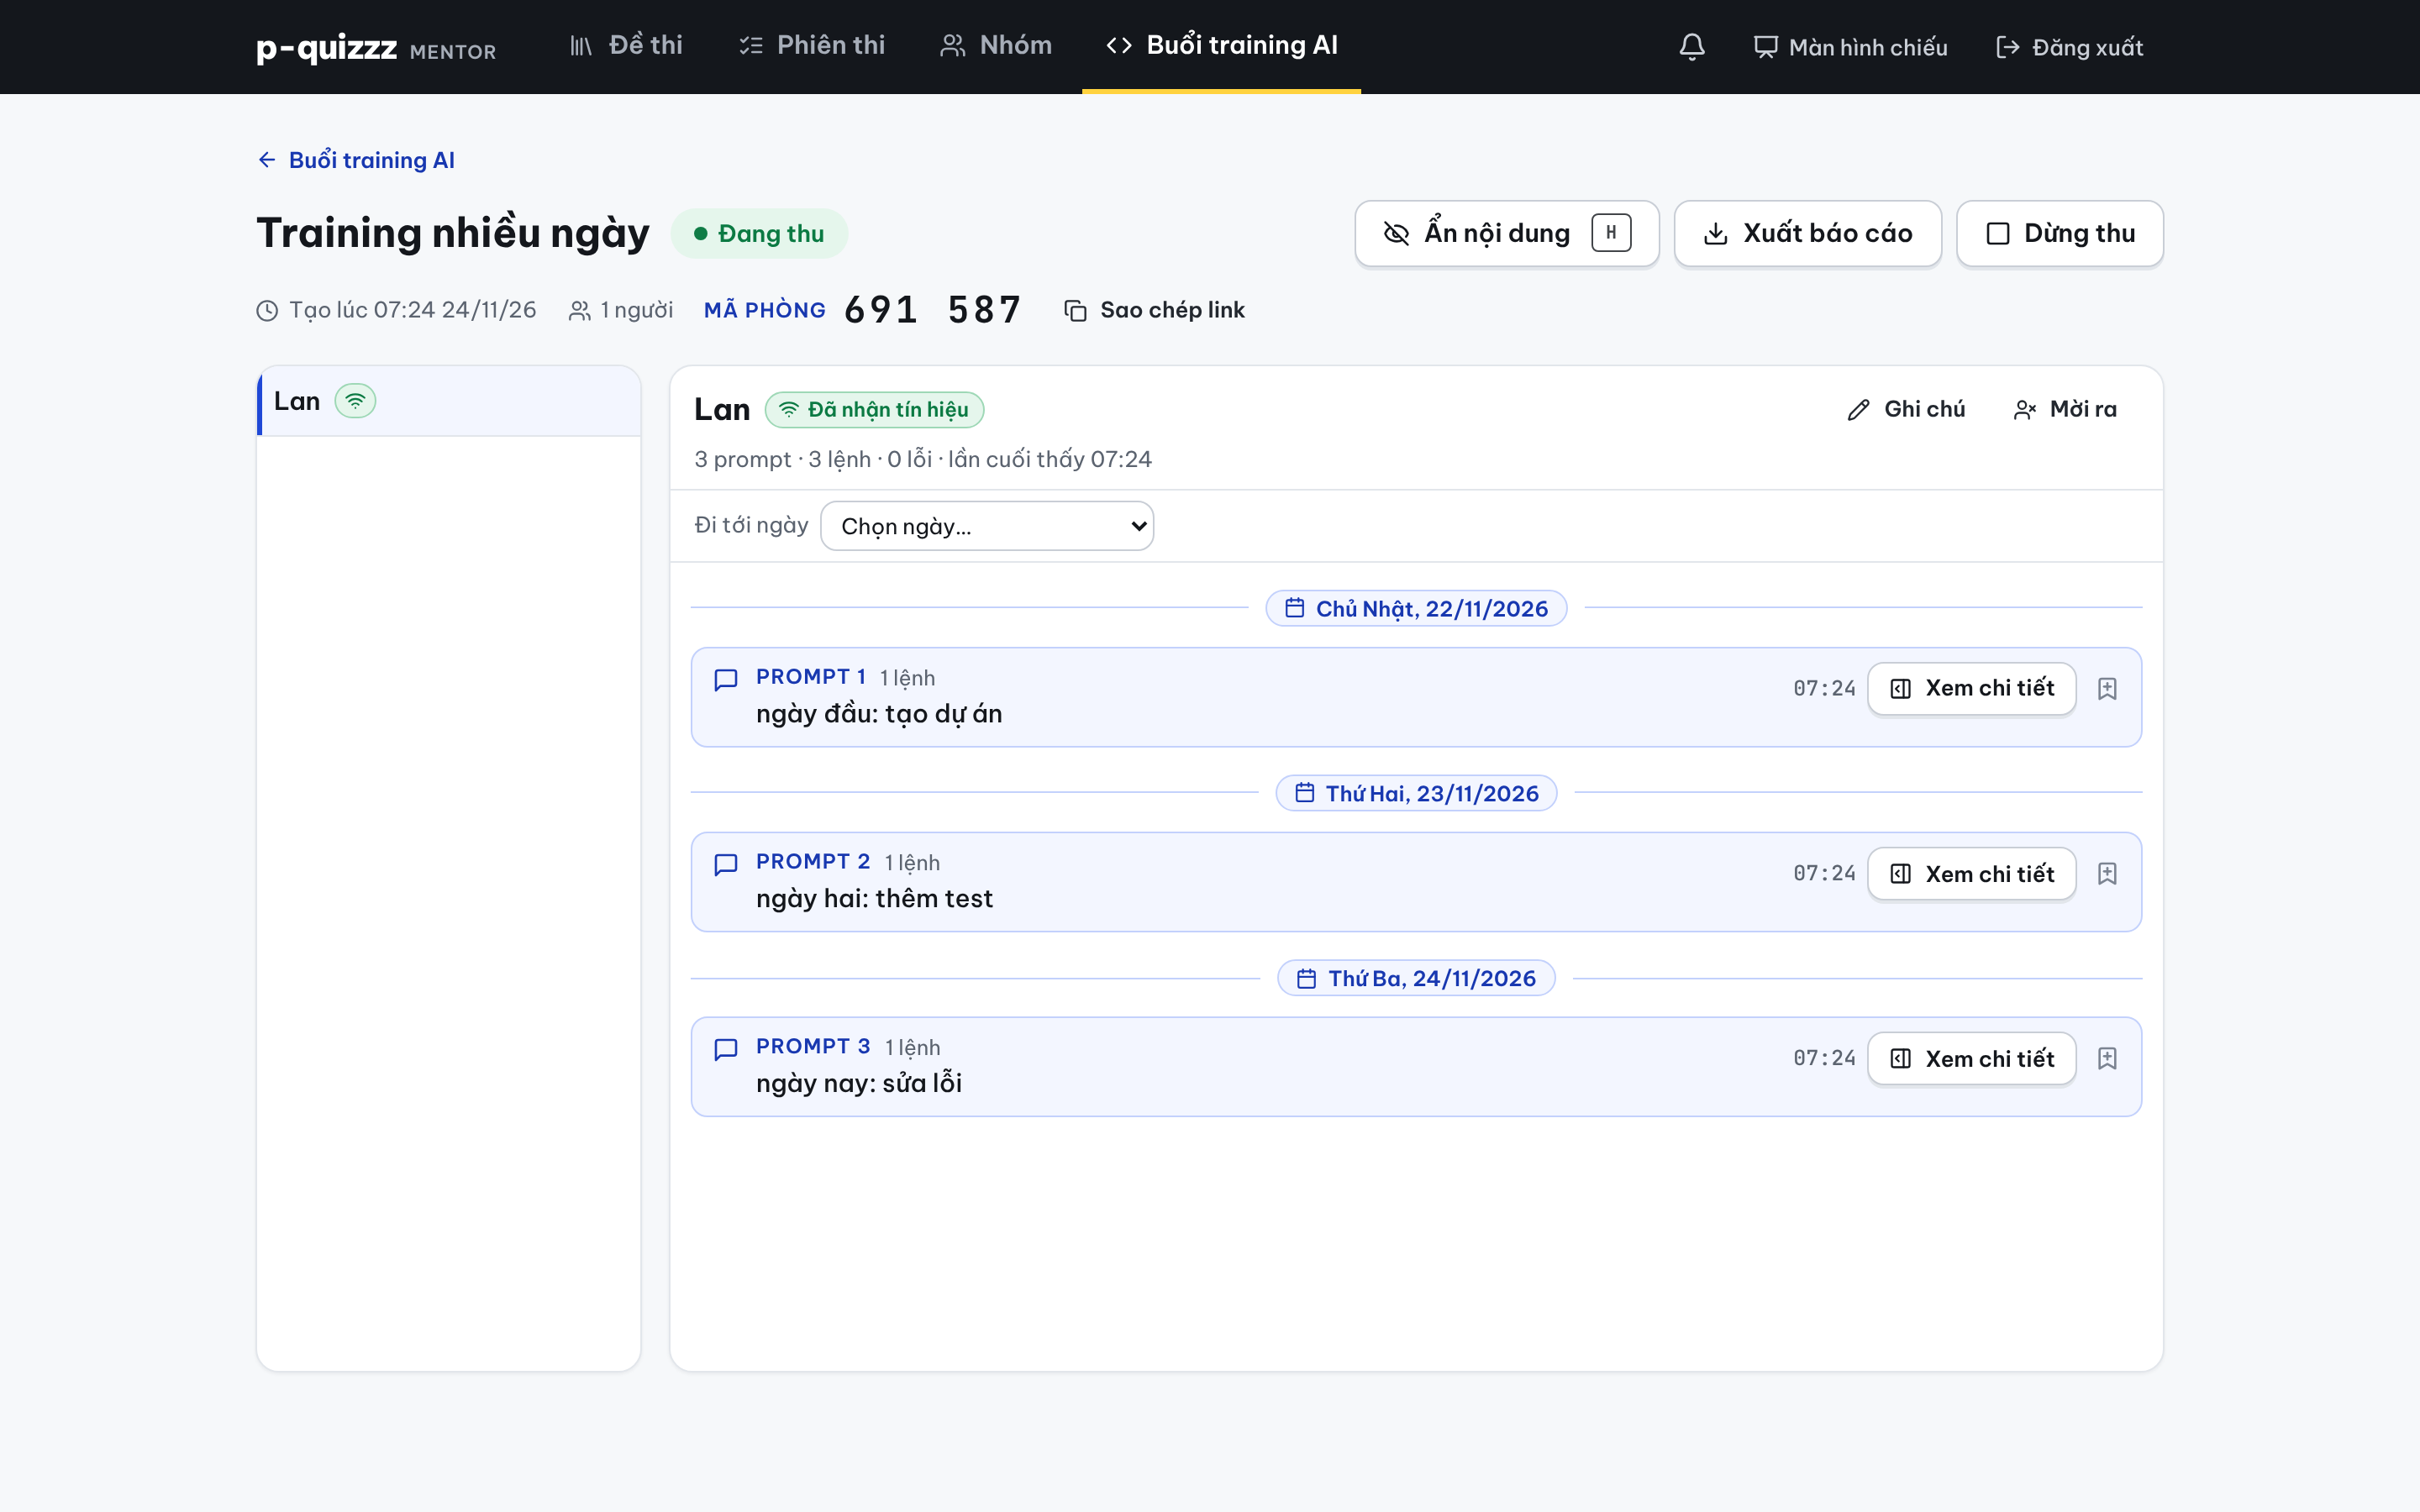 p-quizzz MENTOR
Đề thi
Phiên thi
Nhóm
Buổi training AI
Màn hình chiếu
Đăng xuất
Buổi training AI
Training nhiều ngày
Đang thu
Ẩn nội dung H
Xuất báo cáo
Dừng thu
Tạo lúc 07:24 24/11/26
1 người
MÃ PHÒNG 691 587
Sao chép link
Lan
Lan
Đã nhận tín hiệu
Ghi chú
Mời ra
3 prompt · 3 lệnh · 0 lỗi · lần cuối thấy 07:24
Đi tới ngày
Chọn ngày...
Chủ Nhật, 22/11/2026
PROMPT 1 1 lệnh
07:24
Xem chi tiết
ngày đầu: tạo dự án
Thứ Hai, 23/11/2026
PROMPT 2 1 lệnh
07:24
Xem chi tiết
ngày hai: thêm test
Thứ Ba, 24/11/2026
PROMPT 3 1 lệnh
07:24
Xem chi tiết
ngày nay: sửa lỗi